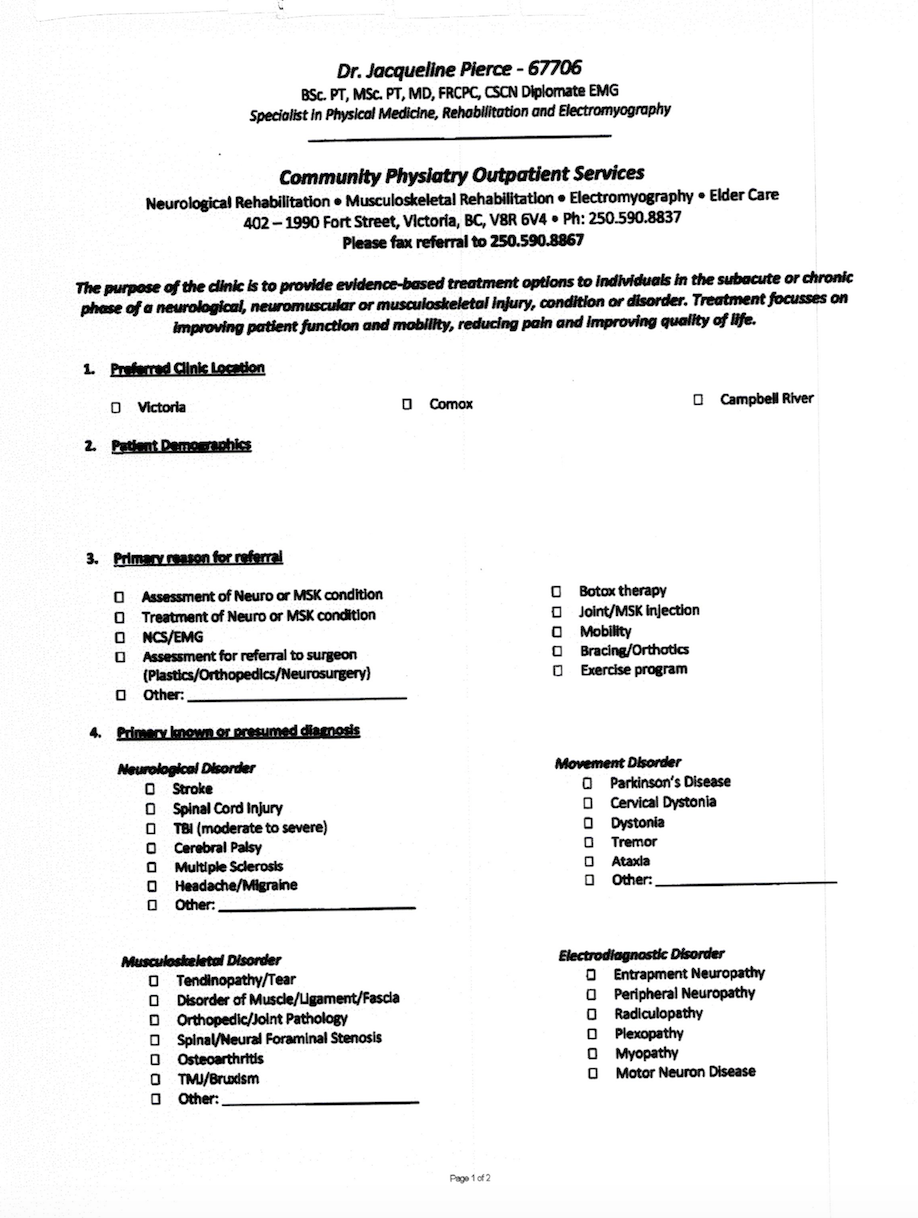 Dr. Jacqueline Pierce - 67706
BSc. PT, MSc. PT, MD, FRCPC, CSCN Diplomate EMG
Specialist in Physical Medicine, Rehabilitation and Electromyography
Community Physiatry Outpatient Services
Neurological Rehabilitation • Musculoskeletal Rehabilitation • Electromyography • Elder Care
402 – 1990 Fort Street, Victoria, BC, V8R 6V4 • Ph: 250.590.8837
Please fax referral to 250.590.8867
The purpose of the clinic is to provide evidence-based treatment options to individuals in the subacute or chronic
phase of a neurological, neuromuscular or musculoskeletal injury, condition or disorder. Treatment focusses on
improving patient function and mobility, reducing pain and improving quality of life.
1. Preferred Clinic Location
☐ Victoria ☐ Comox ☐ Campbell River
2. Patient Demographics
3. Primary reason for referral
☐ Assessment of Neuro or MSK condition
☐ Treatment of Neuro or MSK condition
☐ NCS/EMG
☐ Assessment for referral to surgeon
(Plastics/Orthopedics/Neurosurgery)
☐ Other: ____________________
☐ Botox therapy
☐ Joint/MSK injection
☐ Mobility
☐ Bracing/Orthotics
☐ Exercise program
4. Primary known or presumed diagnosis
Neurological Disorder
☐ Stroke
☐ Spinal Cord Injury
☐ TBI (moderate to severe)
☐ Cerebral Palsy
☐ Multiple Sclerosis
☐ Headache/Migraine
☐ Other: ____________________
Movement Disorder
☐ Parkinson's Disease
☐ Cervical Dystonia
☐ Dystonia
☐ Tremor
☐ Ataxia
☐ Other: ____________________
Musculoskeletal Disorder
☐ Tendinopathy/Tear
☐ Disorder of Muscle/Ligament/Fascia
☐ Orthopedic/Joint Pathology
☐ Spinal/Neural Foraminal Stenosis
☐ Osteoarthritis
☐ TMJ/Bruxism
☐ Other: ____________________
Electrodiagnostic Disorder
☐ Entrapment Neuropathy
☐ Peripheral Neuropathy
☐ Radiculopathy
☐ Plexopathy
☐ Myopathy
☐ Motor Neuron Disease
Page 1 of 2